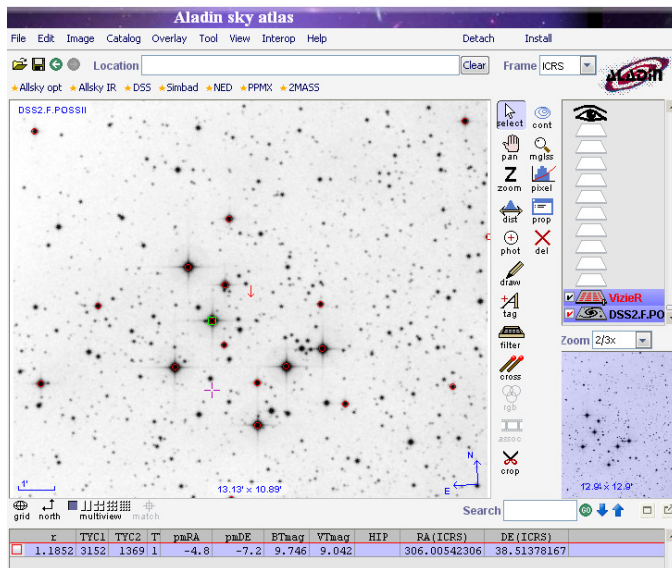 Aladin sky atlas
File Edit Image Catalog Overlay Tool View Interop Help Detach Install
Location Clear Frame ICRS
Allsky opt Allsky IR DSS Simbad NED PPMX 2MASS
ALADIN
DSS2.F.POSSII
select cont
pan mglss
zoom pixel
dist prop
phot del
draw
tag
filter
cross
rgb
assoc
crop
VizieR
DSS2.F.PO
Zoom 2/3x
1'
13.13' x 10.89'
N
E
12.94' x 12.9'
grid north multiview match Search GO
r TYC1 TYC2 T pmRA pmDE BTmag VTmag HIP RA(ICRS) DE(ICRS)
1.1852 3152 1369 1 -4.8 -7.2 9.746 9.042 306.00542306 38.51378167